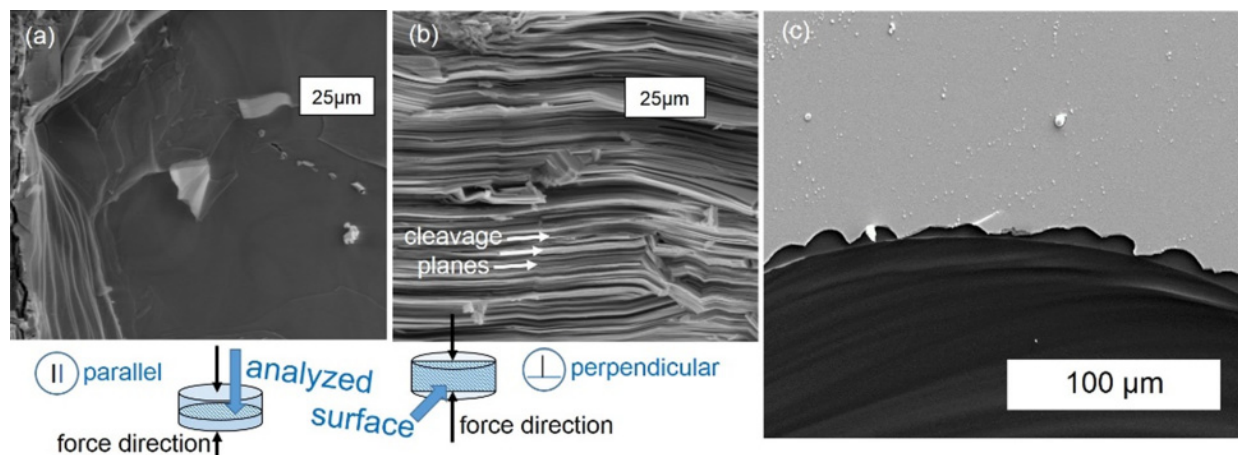 (a)
25µm
(b)
25µm
cleavage
planes
(c)
100 µm
II parallel
analyzed
surface
force direction
⊥ perpendicular
force direction